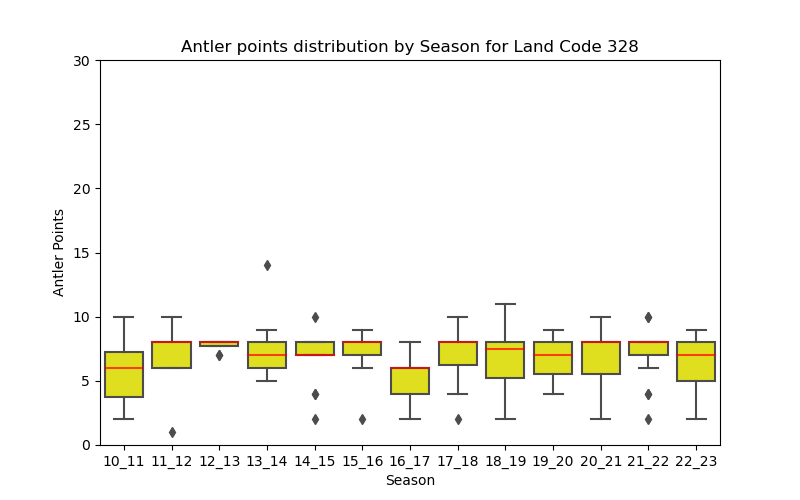 Antler points distribution by Season for Land Code 328
30
25
20
15
10
5
0
Antler Points
10_11 11_12 12_13 13_14 14_15 15_16 16_17 17_18 18_19 19_20 20_21 21_22 22_23
Season